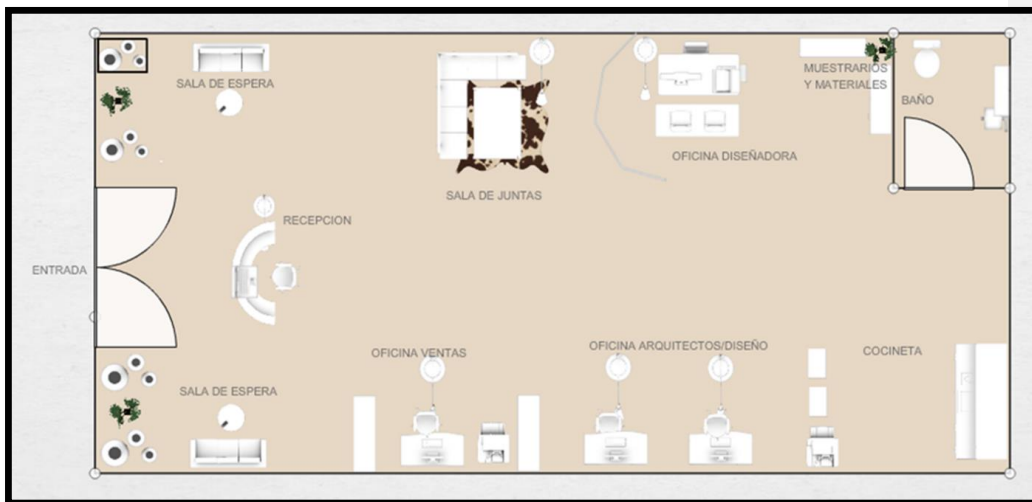 SALA DE ESPERA
MUESTRARIOS
Y MATERIALES
BAÑO
OFICINA DISEÑADORA
SALA DE JUNTAS
RECEPCION
ENTRADA
OFICINA VENTAS
OFICINA ARQUITECTOS/DISEÑO
COCINETA
SALA DE ESPERA